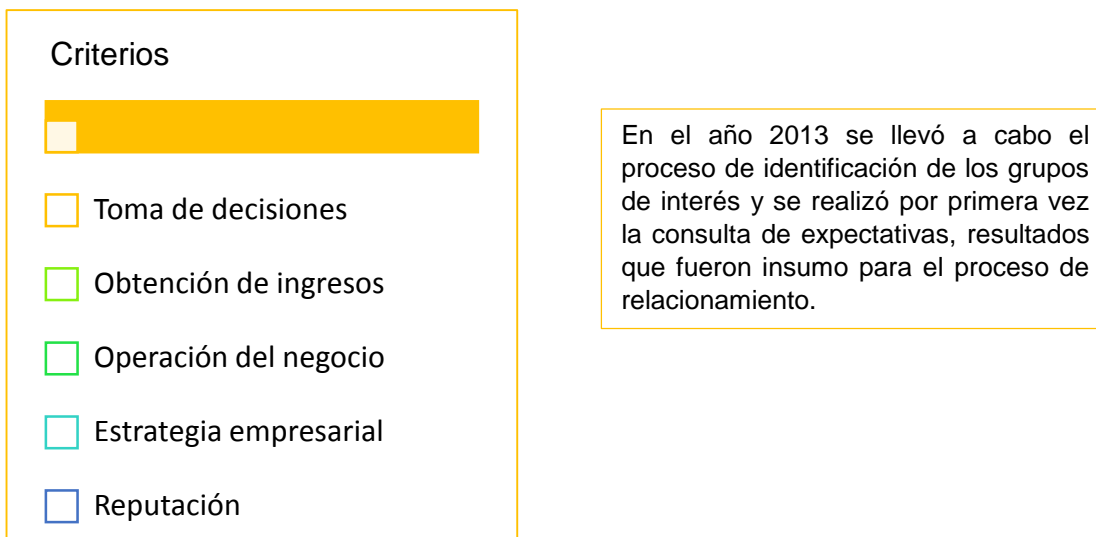 Criterios
Toma de decisiones
Obtención de ingresos
Operación del negocio
Estrategia empresarial
Reputación
En el año 2013 se llevó a cabo el
proceso de identificación de los grupos
de interés y se realizó por primera vez
la consulta de expectativas, resultados
que fueron insumo para el proceso de
relacionamiento.